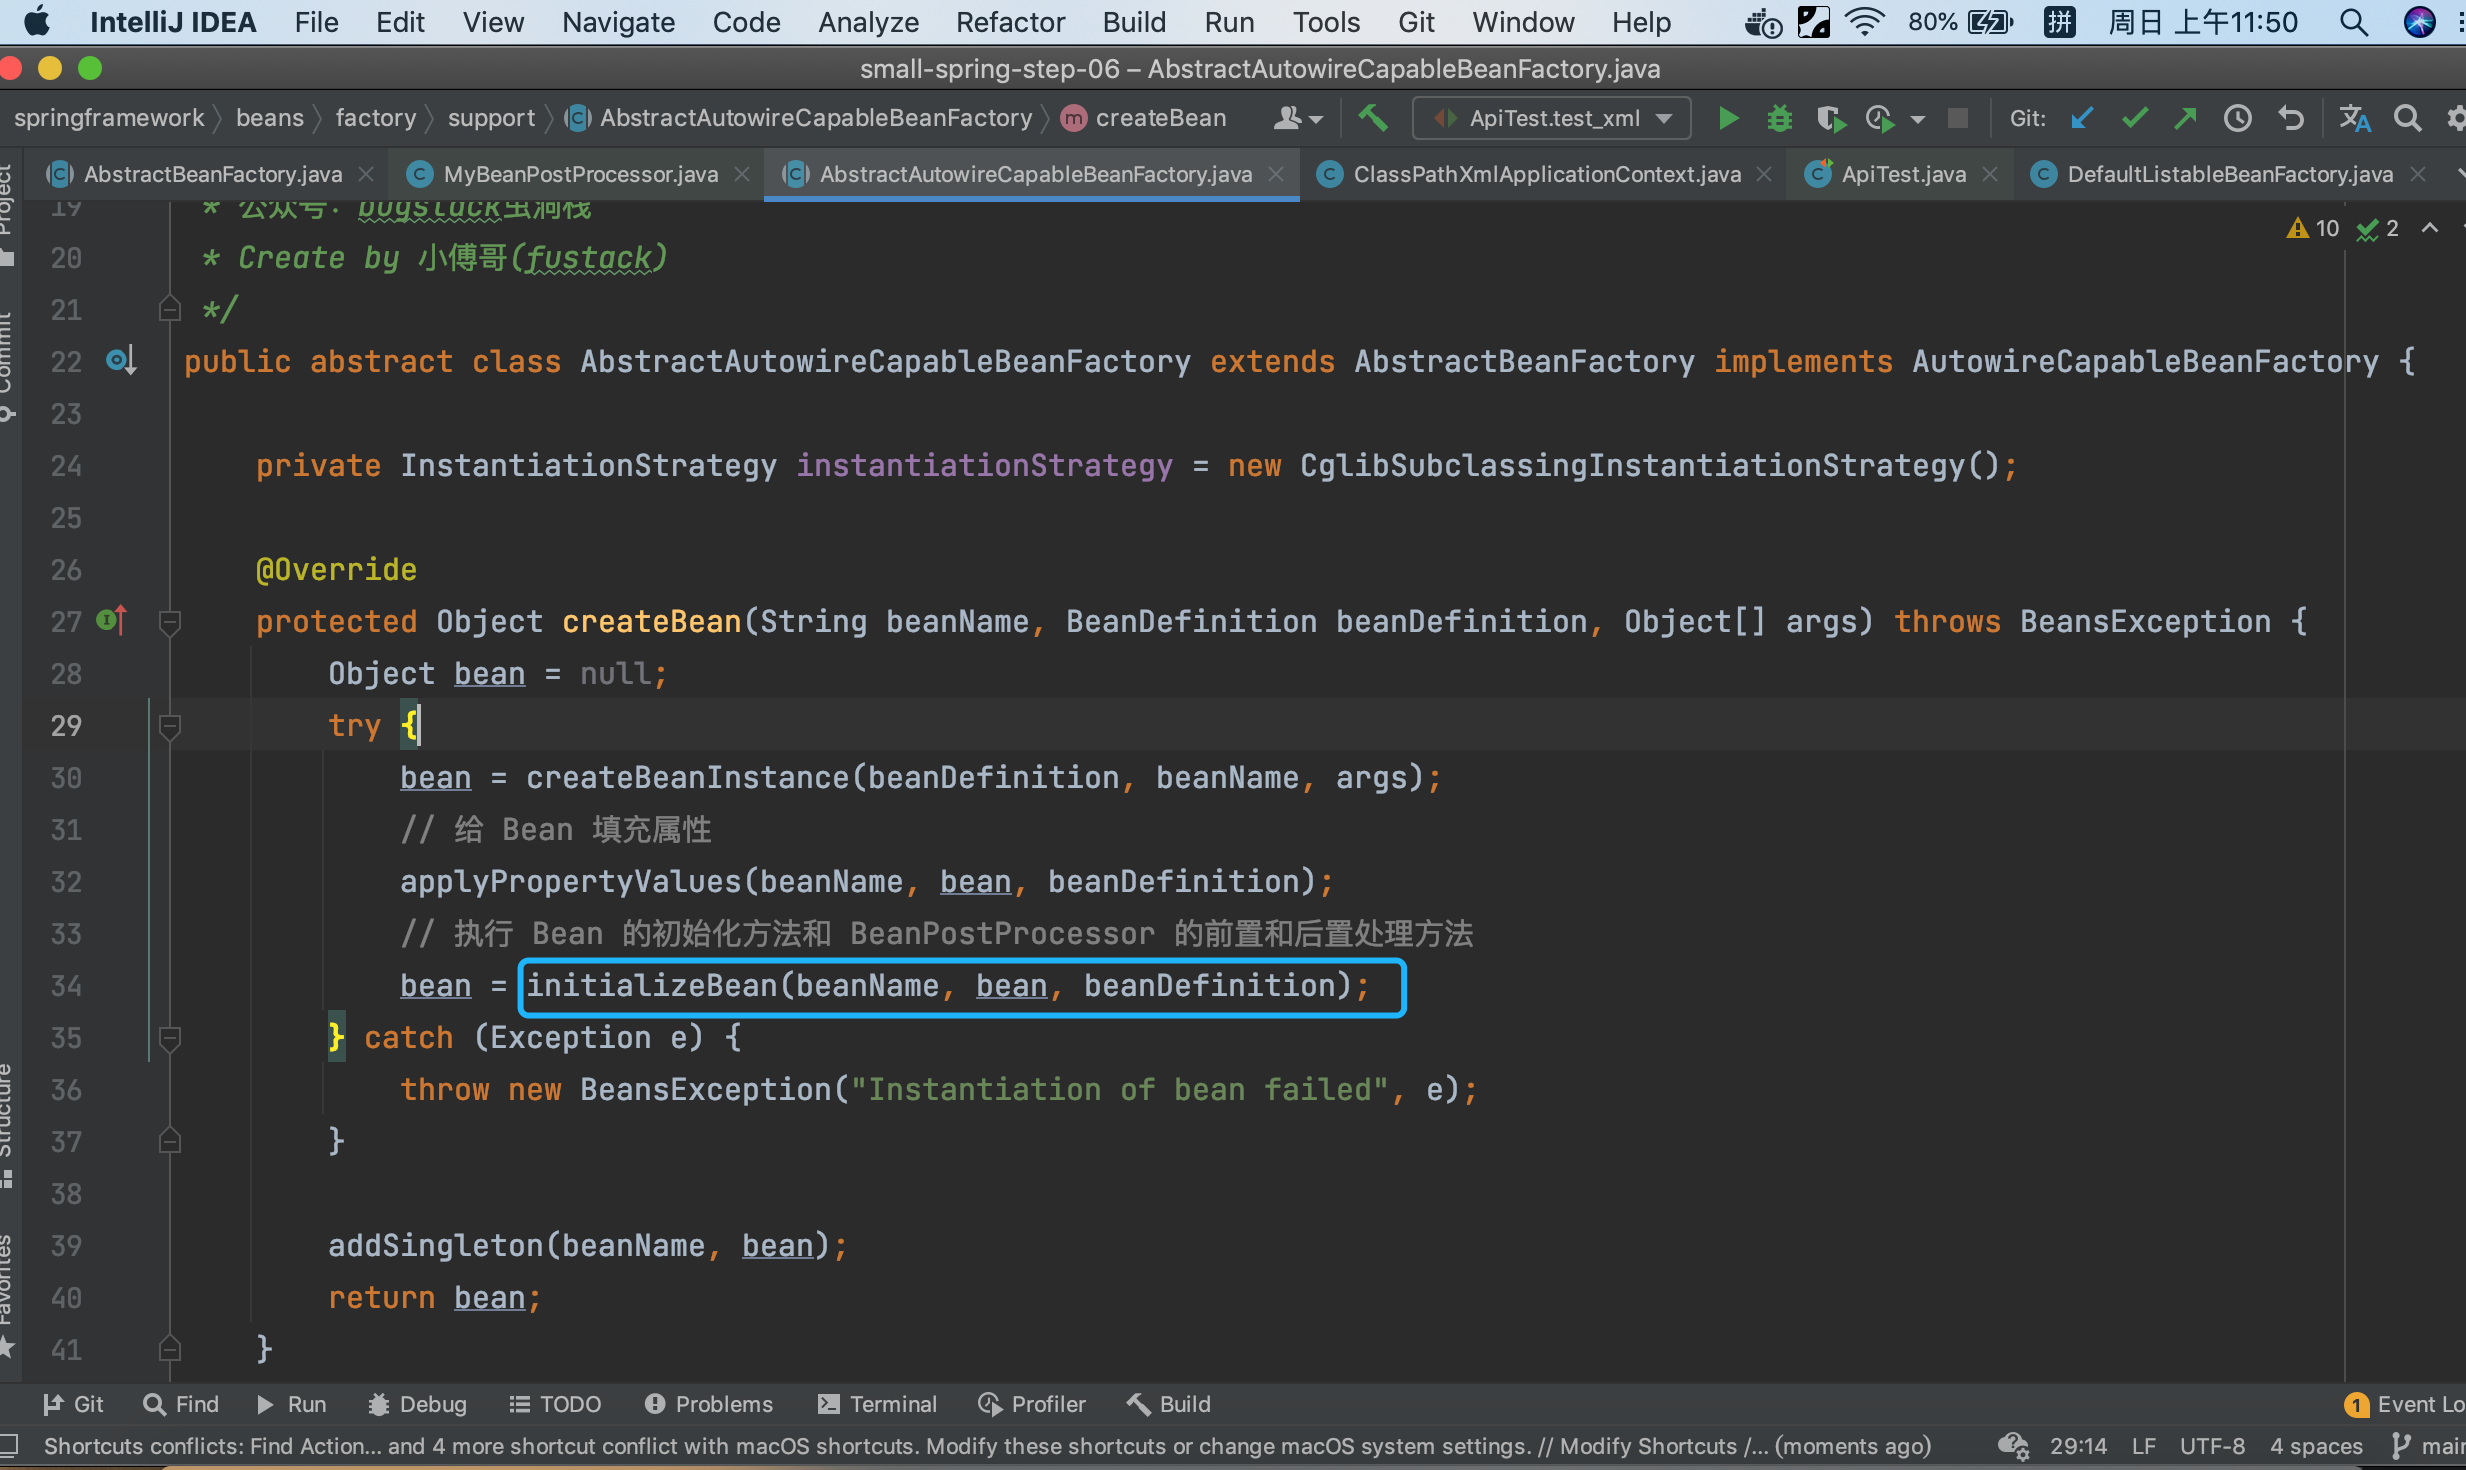 IntelliJ IDEA File Edit View Navigate Code Analyze Refactor Build Run Tools Git Window Help 80% 拼 周日 上午11:50
small-spring-step-06 – AbstractAutowireCapableBeanFactory.java
springframework beans factory support AbstractAutowireCapableBeanFactory createBean ApiTest.test_xml Git:
AbstractBeanFactory.java MyBeanPostProcessor.java AbstractAutowireCapableBeanFactory.java ClassPathXmlApplicationContext.java ApiTest.java DefaultListableBeanFactory.java
Project
Commit
Structure
Favorites
10 2
19 * 公众号：bugstack虫洞栈
20 * Create by 小傅哥(fustack)
21 */
22 public abstract class AbstractAutowireCapableBeanFactory extends AbstractBeanFactory implements AutowireCapableBeanFactory {
23
24 private InstantiationStrategy instantiationStrategy = new CglibSubclassingInstantiationStrategy();
25
26 @Override
27 protected Object createBean(String beanName, BeanDefinition beanDefinition, Object[] args) throws BeansException {
28 Object bean = null;
29 try {
30 bean = createBeanInstance(beanDefinition, beanName, args);
31 // 给 Bean 填充属性
32 applyPropertyValues(beanName, bean, beanDefinition);
33 // 执行 Bean 的初始化方法和 BeanPostProcessor 的前置和后置处理方法
34 bean = initializeBean(beanName, bean, beanDefinition);
35 } catch (Exception e) {
36 throw new BeansException("Instantiation of bean failed", e);
37 }
38
39 addSingleton(beanName, bean);
40 return bean;
41 }
Git Find Run Debug TODO Problems Terminal Profiler Build 1 Event Lo
Shortcuts conflicts: Find Action... and 4 more shortcut conflict with macOS shortcuts. Modify these shortcuts or change macOS system settings. // Modify Shortcuts /... (moments ago) 29:14 LF UTF-8 4 spaces main